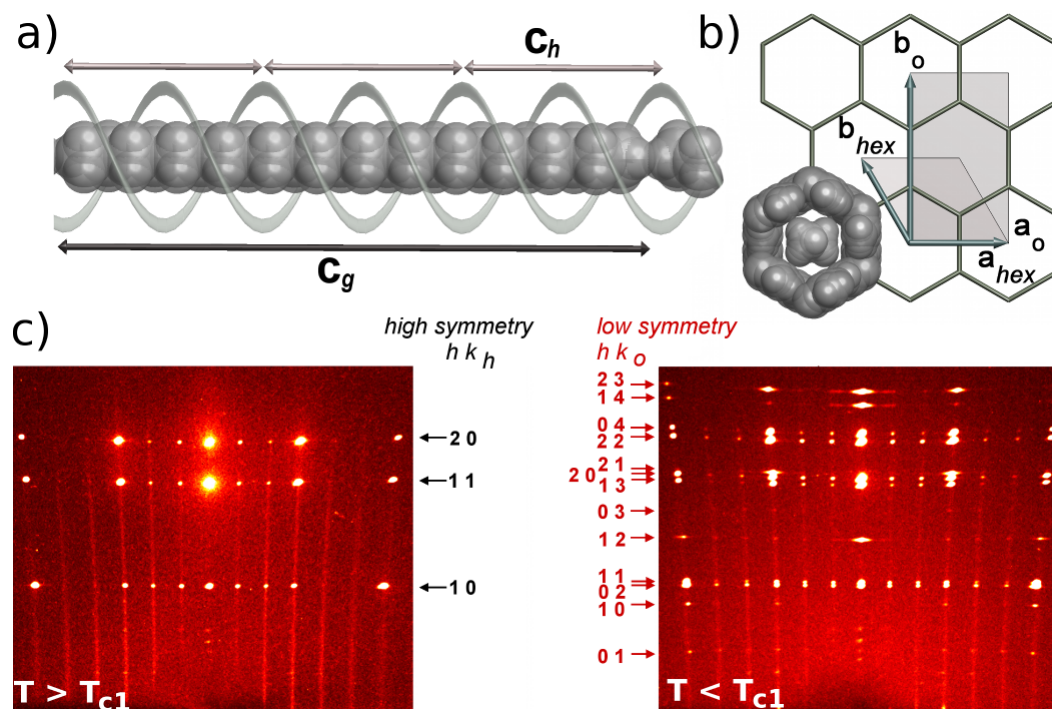 a)
c_h
c_g
b)
b_o
b_hex
a_o
a_hex
c)
high symmetry
h k_h
low symmetry
h k_o
2 0
1 1
1 0
T > T_c1
2 3
1 4
0 4
2 2
2 1
2 0
1 3
0 3
1 2
1 1
0 2
1 0
0 1
T < T_c1